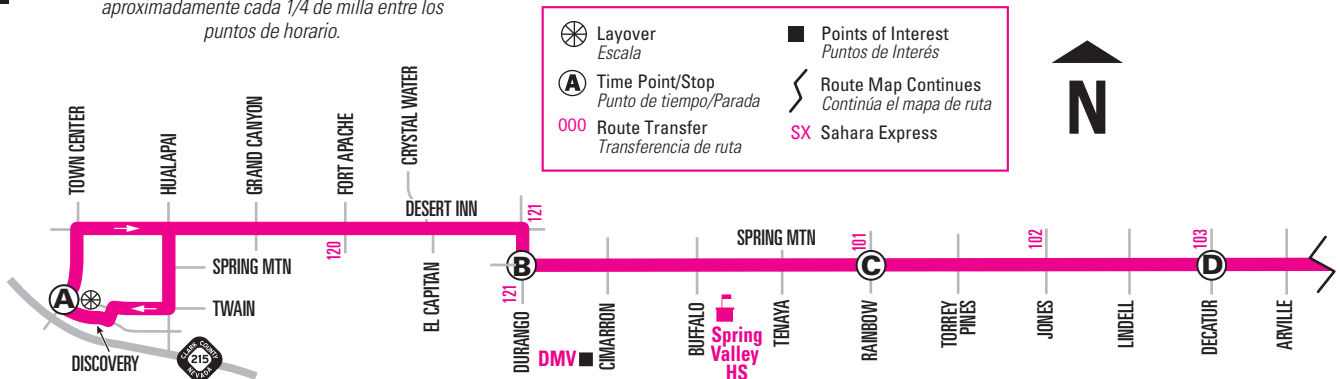 aproximadamente cada 1/4 de milla entre los
puntos de horario.
Layover
Escala
A Time Point/Stop
Punto de tiempo/Parada
000 Route Transfer
Transferencia de ruta
Points of Interest
Puntos de Interés
Route Map Continues
Continúa el mapa de ruta
SX Sahara Express
N
TOWN CENTER
HUALAPAI
GRAND CANYON
FORT APACHE
CRYSTAL WATER
DESERT INN
121
120
SPRING MTN
TWAIN
A
DISCOVERY
CLARK COUNTY
215
NEVADA
EL CAPITAN
B
121
DURANGO
DMV
CIMARRON
BUFFALO
Spring
Valley
HS
TENAYA
SPRING MTN
101
C
RAINBOW
TORREY
PINES
102
JONES
LINDELL
103
D
DECATUR
ARVILLE